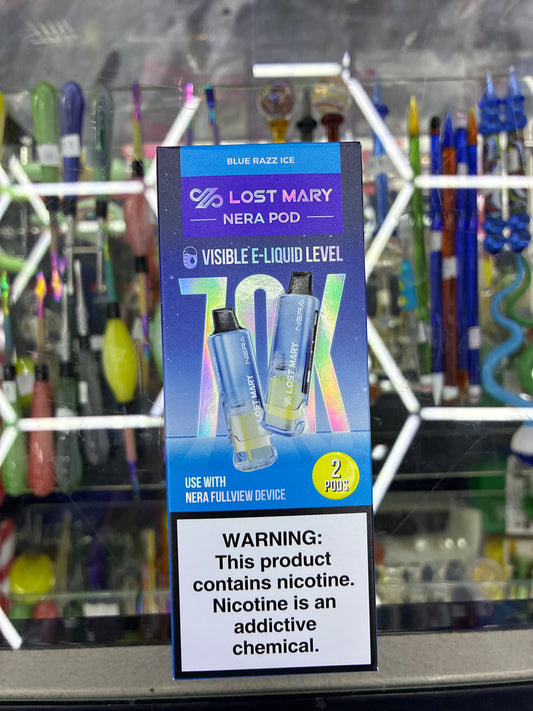 BLUE RAZZ ICE
LOST MARY
NERA POD
VISIBLE E-LIQUID LEVEL
70K
NERA
LOST MARY
NERA
LOST MARY
USE WITH
NERA FULLVIEW DEVICE
2
PODS
WARNING:
This product
contains nicotine.
Nicotine is an
addictive
chemical.